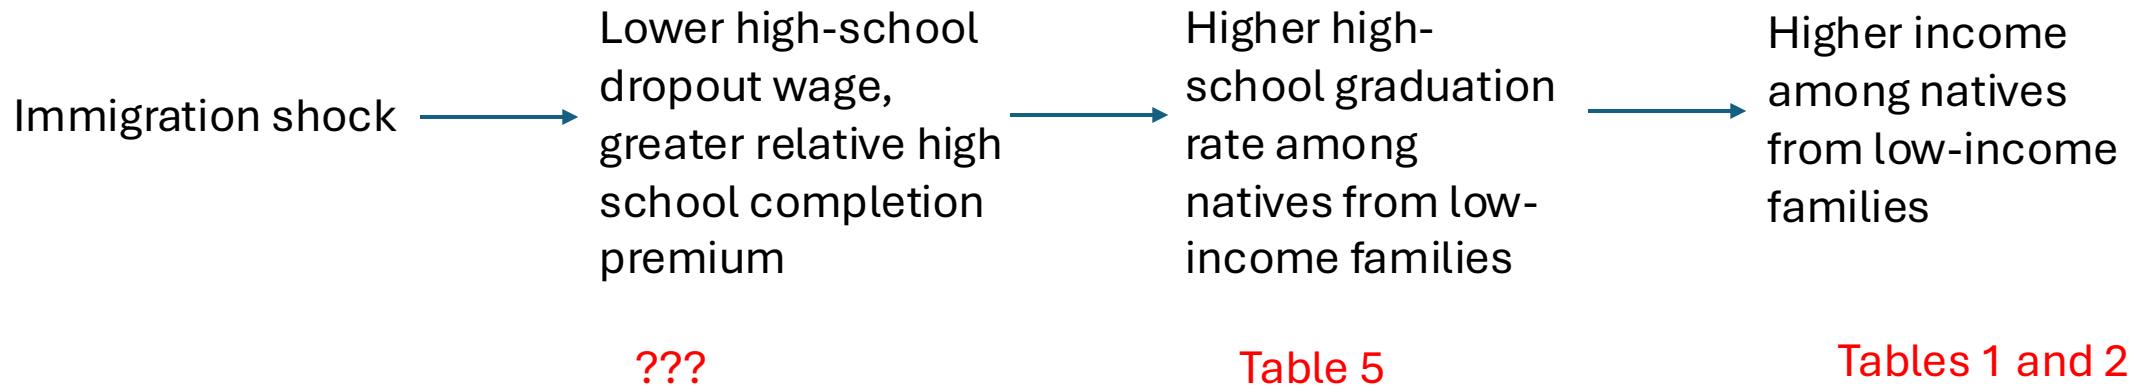 Immigration shock
Lower high-school
dropout wage,
greater relative high
school completion
premium
Higher high-
school graduation
rate among
natives from low-
income families
Higher income
among natives
from low-income
families
???
Table 5
Tables 1 and 2